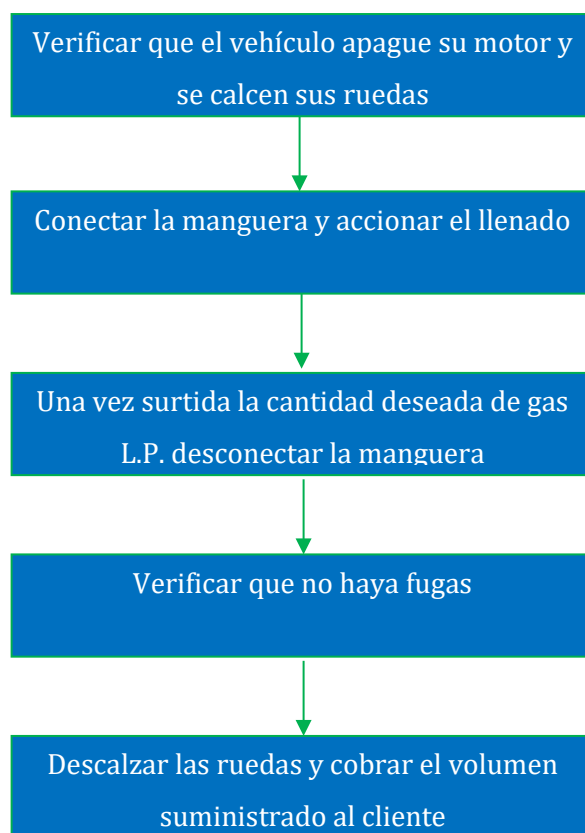 Verificar que el vehículo apague su motor y
se calcen sus ruedas
Conectar la manguera y accionar el llenado
Una vez surtida la cantidad deseada de gas
L.P. desconectar la manguera
Verificar que no haya fugas
Descalzar las ruedas y cobrar el volumen
suministrado al cliente